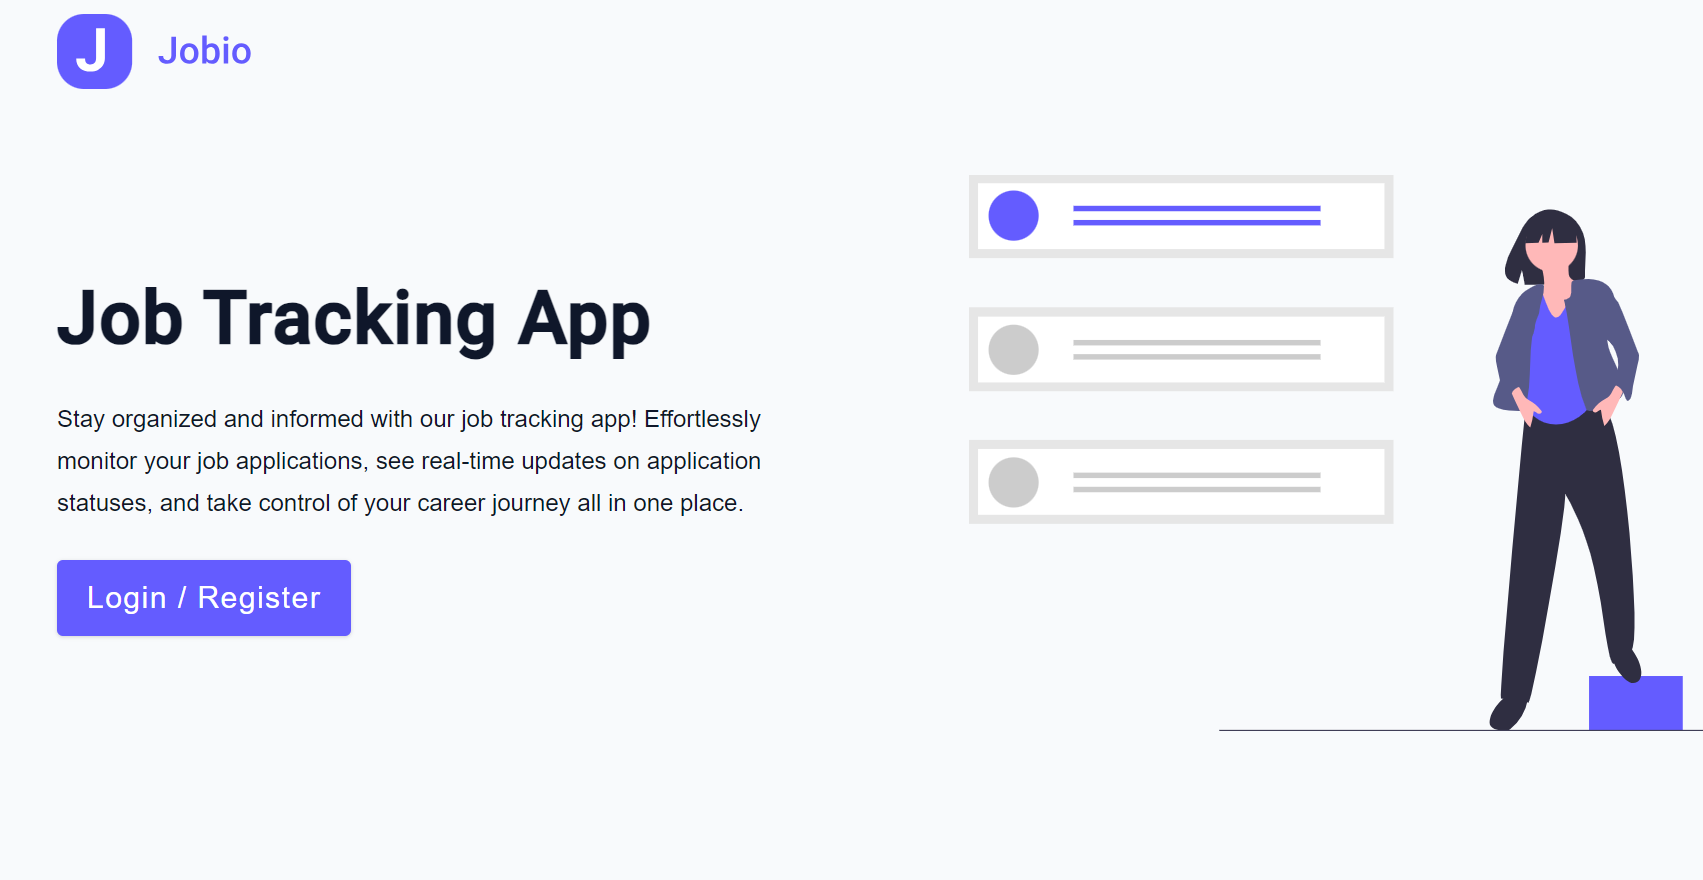 J
Jobio
Job Tracking App
Stay organized and informed with our job tracking app! Effortlessly
monitor your job applications, see real-time updates on application
statuses, and take control of your career journey all in one place.
Login / Register